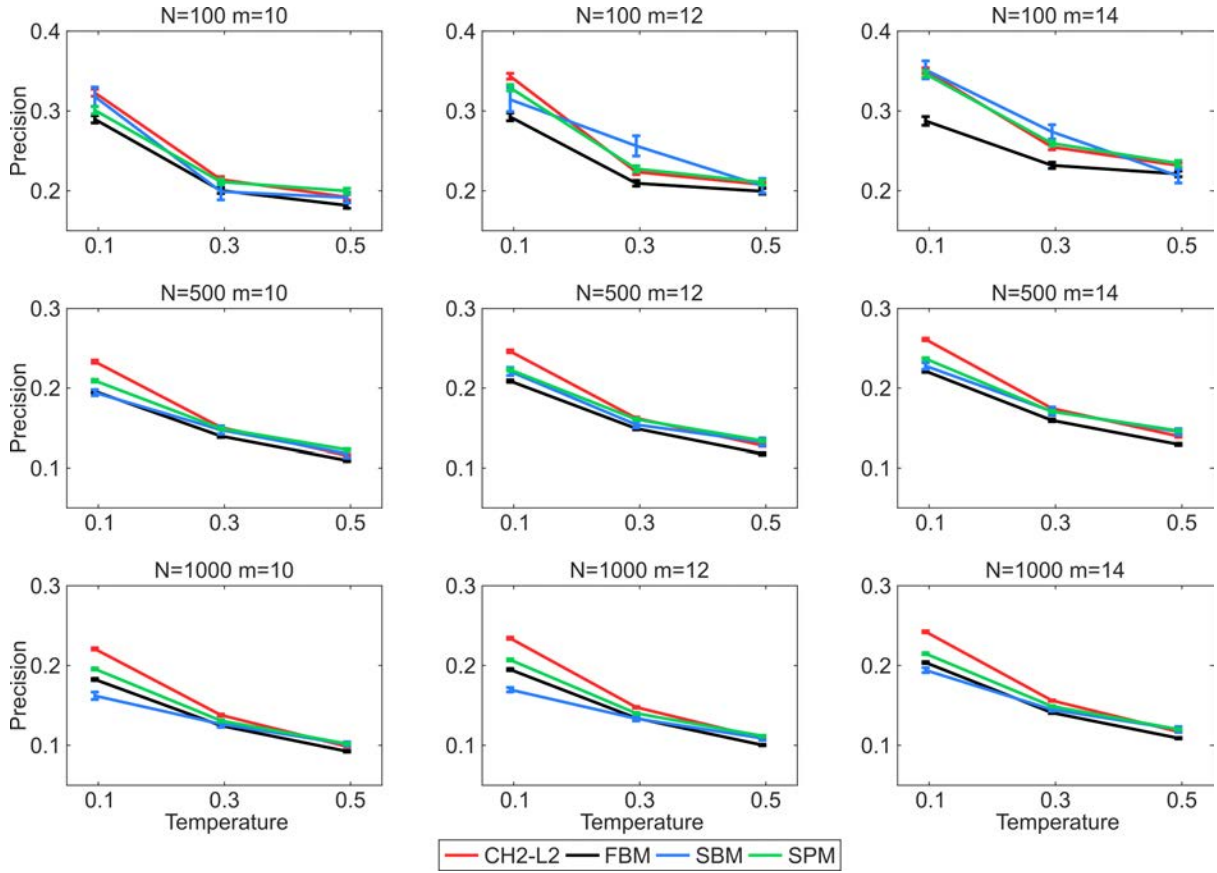 N=100 m=10 N=100 m=12 N=100 m=14
0.4 0.4 0.4
Precision
0.3 0.3 0.3
0.2 0.2 0.2
0.1 0.3 0.5 0.1 0.3 0.5 0.1 0.3 0.5
N=500 m=10 N=500 m=12 N=500 m=14
0.3 0.3 0.3
Precision
0.2 0.2 0.2
0.1 0.1 0.1
0.1 0.3 0.5 0.1 0.3 0.5 0.1 0.3 0.5
N=1000 m=10 N=1000 m=12 N=1000 m=14
0.3 0.3 0.3
Precision
0.2 0.2 0.2
0.1 0.1 0.1
0.1 0.3 0.5 0.1 0.3 0.5 0.1 0.3 0.5
Temperature Temperature Temperature
CH2-L2 FBM SBM SPM